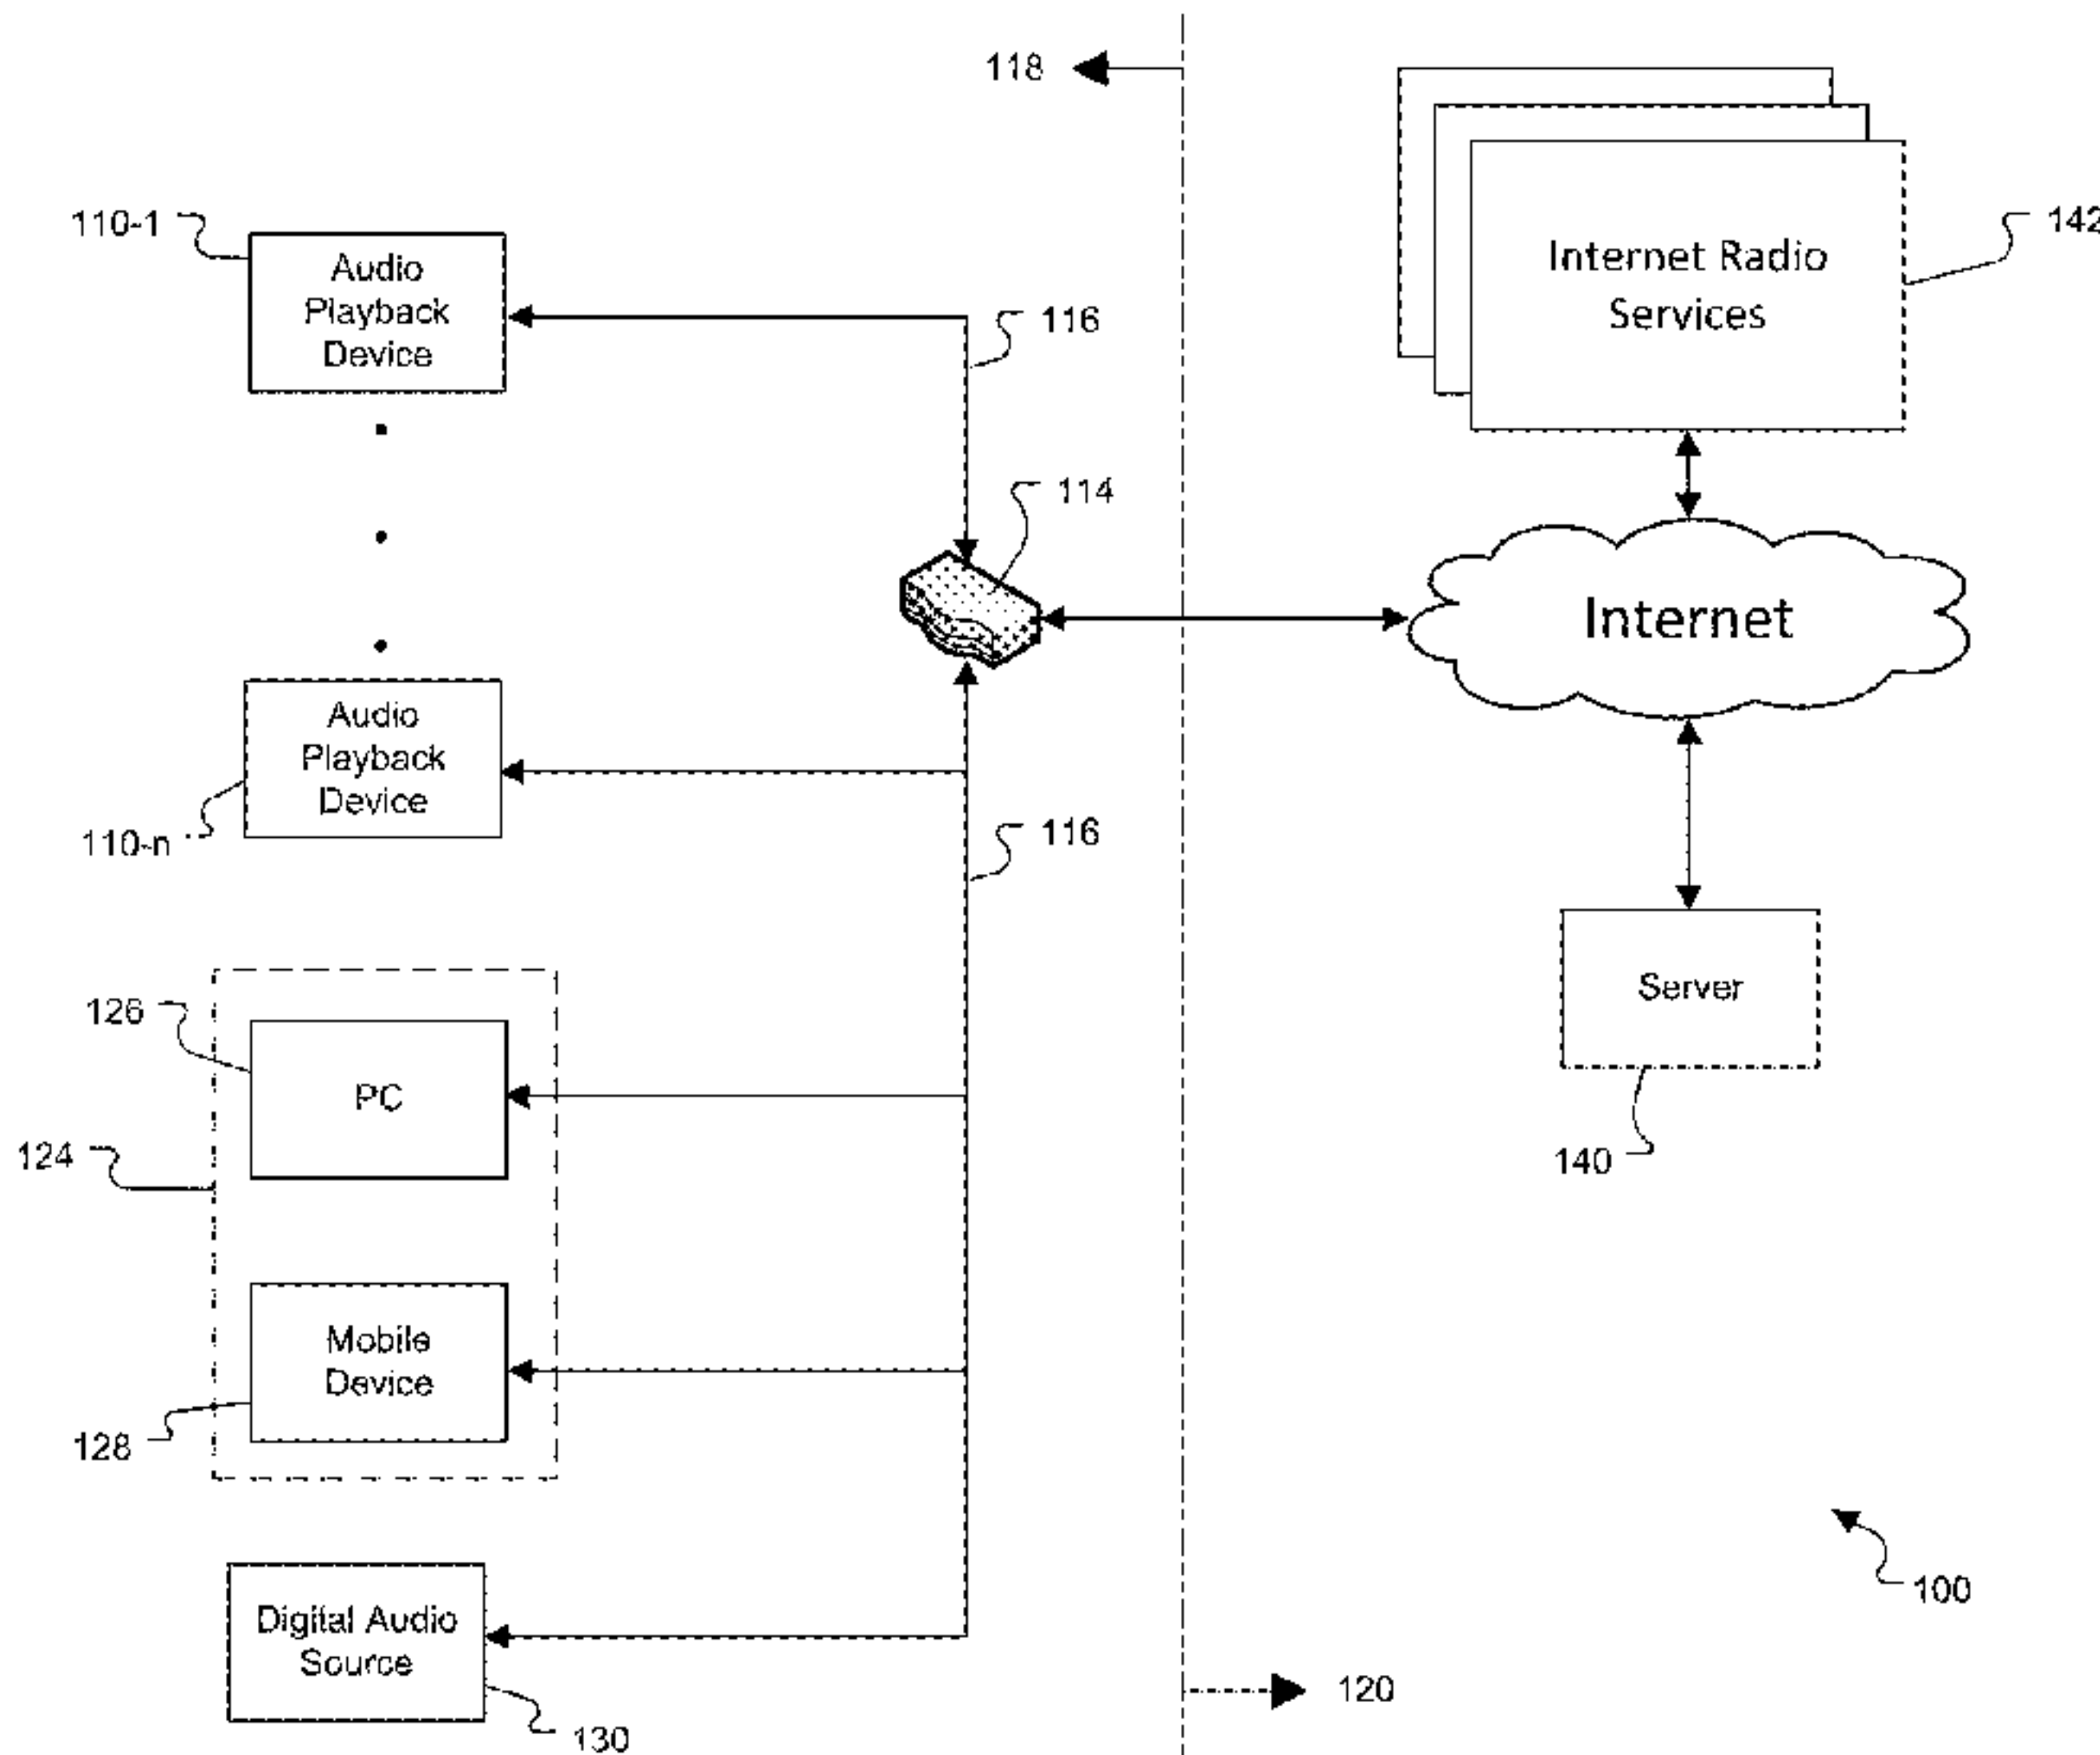 118
142
110-1
Audio
Playback
Device
Internet Radio
Services
116
114
Internet
Audio
Playback
Device
110-n
116
126
PC
Server
124
140
Mobile
Device
128
100
Digital Audio
Source
130
120